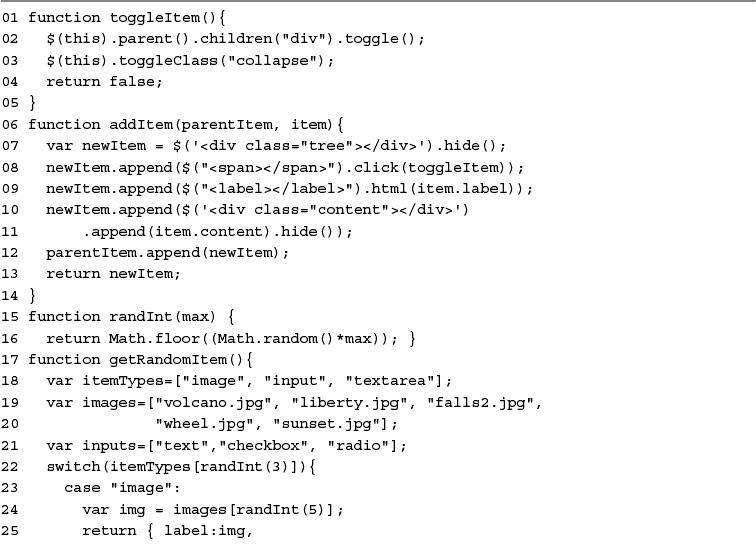 01 function toggleItem(){
02   $(this).parent().children("div").toggle();
03   $(this).toggleClass("collapse");
04   return false;
05 }
06 function addItem(parentItem, item){
07   var newItem = $('<div class="tree"></div>').hide();
08   newItem.append($("<span></span>").click(toggleItem));
09   newItem.append($("<label></label>").html(item.label));
10   newItem.append($('<div class="content"></div>')
11       .append(item.content).hide());
12   parentItem.append(newItem);
13   return newItem;
14 }
15 function randInt(max) {
16   return Math.floor((Math.random()*max)); }
17 function getRandomItem(){
18   var itemTypes=["image", "input", "textarea"];
19   var images=["volcano.jpg", "liberty.jpg", "falls2.jpg",
20               "wheel.jpg", "sunset.jpg"];
21   var inputs=["text","checkbox", "radio"];
22   switch(itemTypes[randInt(3)]){
23     case "image":
24       var img = images[randInt(5)];
25       return { label:img,